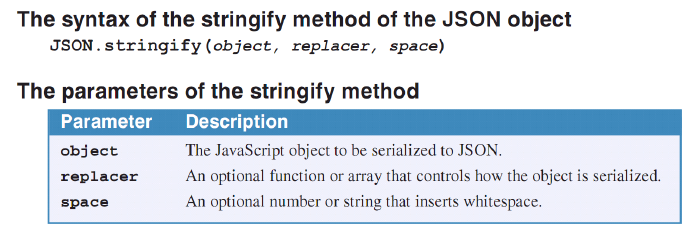 The syntax of the stringify method of the JSON object
JSON.stringify(object, replacer, space)
The parameters of the stringify method
Parameter Description
object The JavaScript object to be serialized to JSON.
replacer An optional function or array that controls how the object is serialized.
space An optional number or string that inserts whitespace.